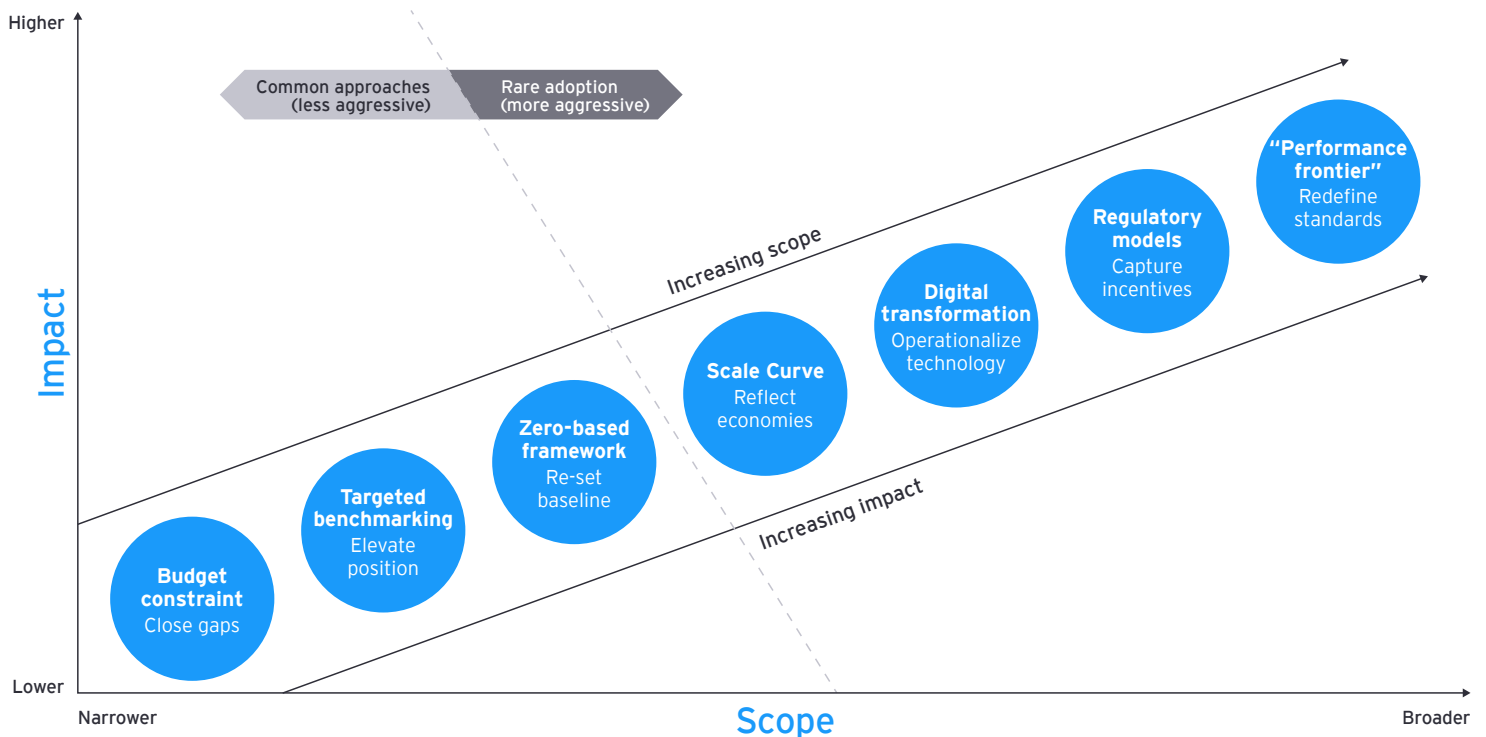 Higher
Common approaches
(less aggressive)
Rare adoption
(more aggressive)
“Performance
frontier”
Redefine
standards
Regulatory
models
Capture
incentives
Increasing scope
Digital
transformation
Operationalize
technology
Impact
Scale Curve
Reflect
economies
Zero-based
framework
Re-set
baseline
Targeted
benchmarking
Elevate
position
Increasing impact
Budget
constraint
Close gaps
Lower
Narrower
Scope
Broader